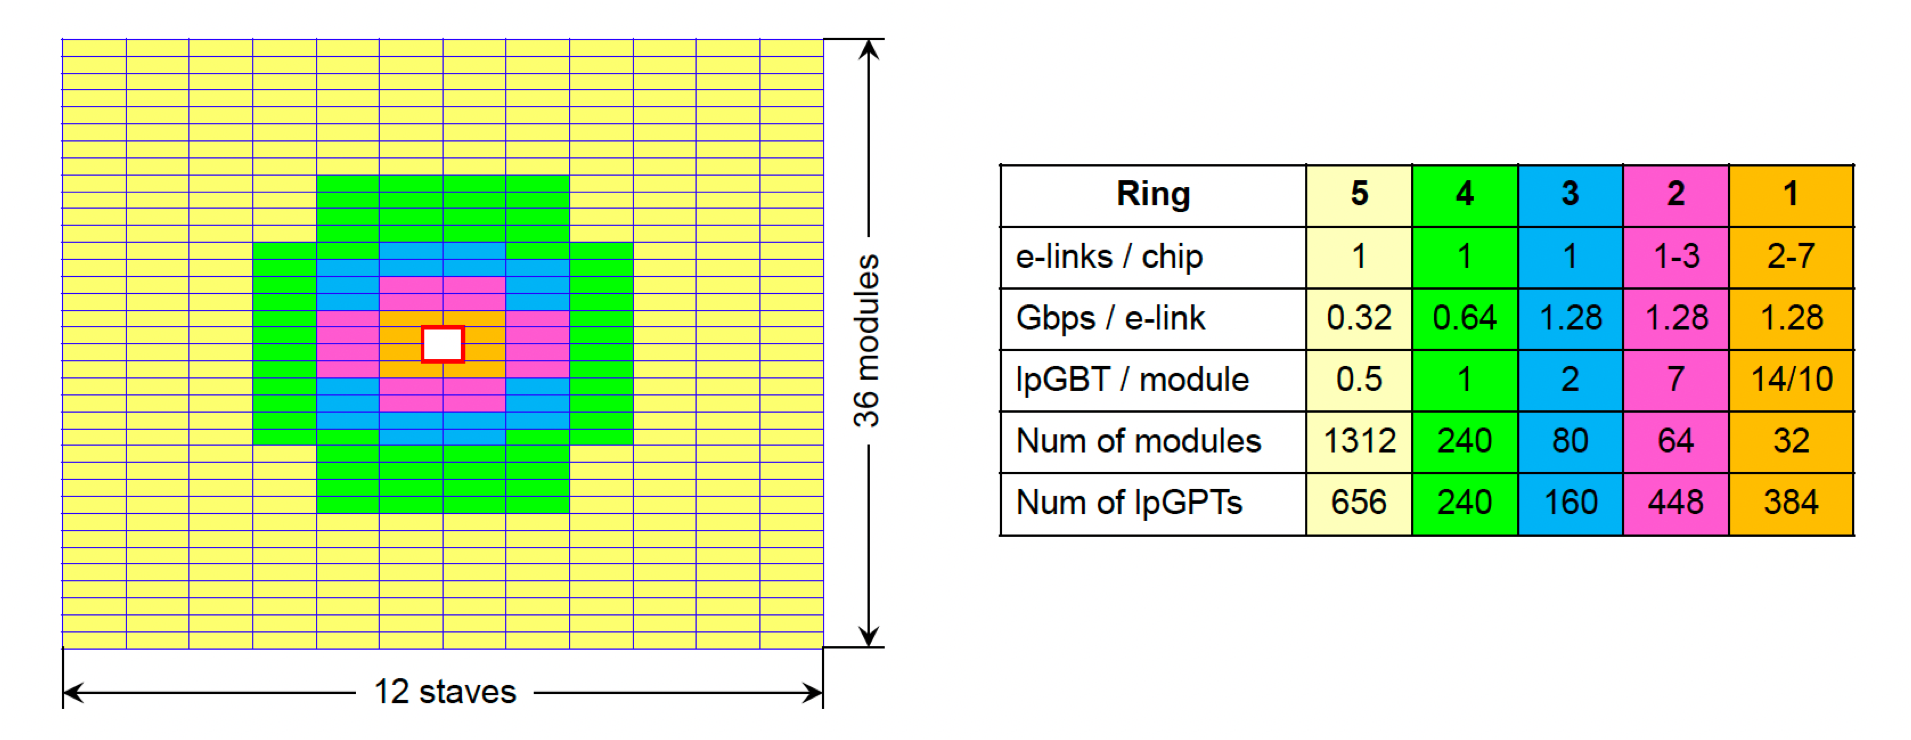 36 modules
12 staves
Ring 5 4 3 2 1
e-links / chip 1 1 1 1-3 2-7
Gbps / e-link 0.32 0.64 1.28 1.28 1.28
lpGBT / module 0.5 1 2 7 14/10
Num of modules 1312 240 80 64 32
Num of lpGPTs 656 240 160 448 384